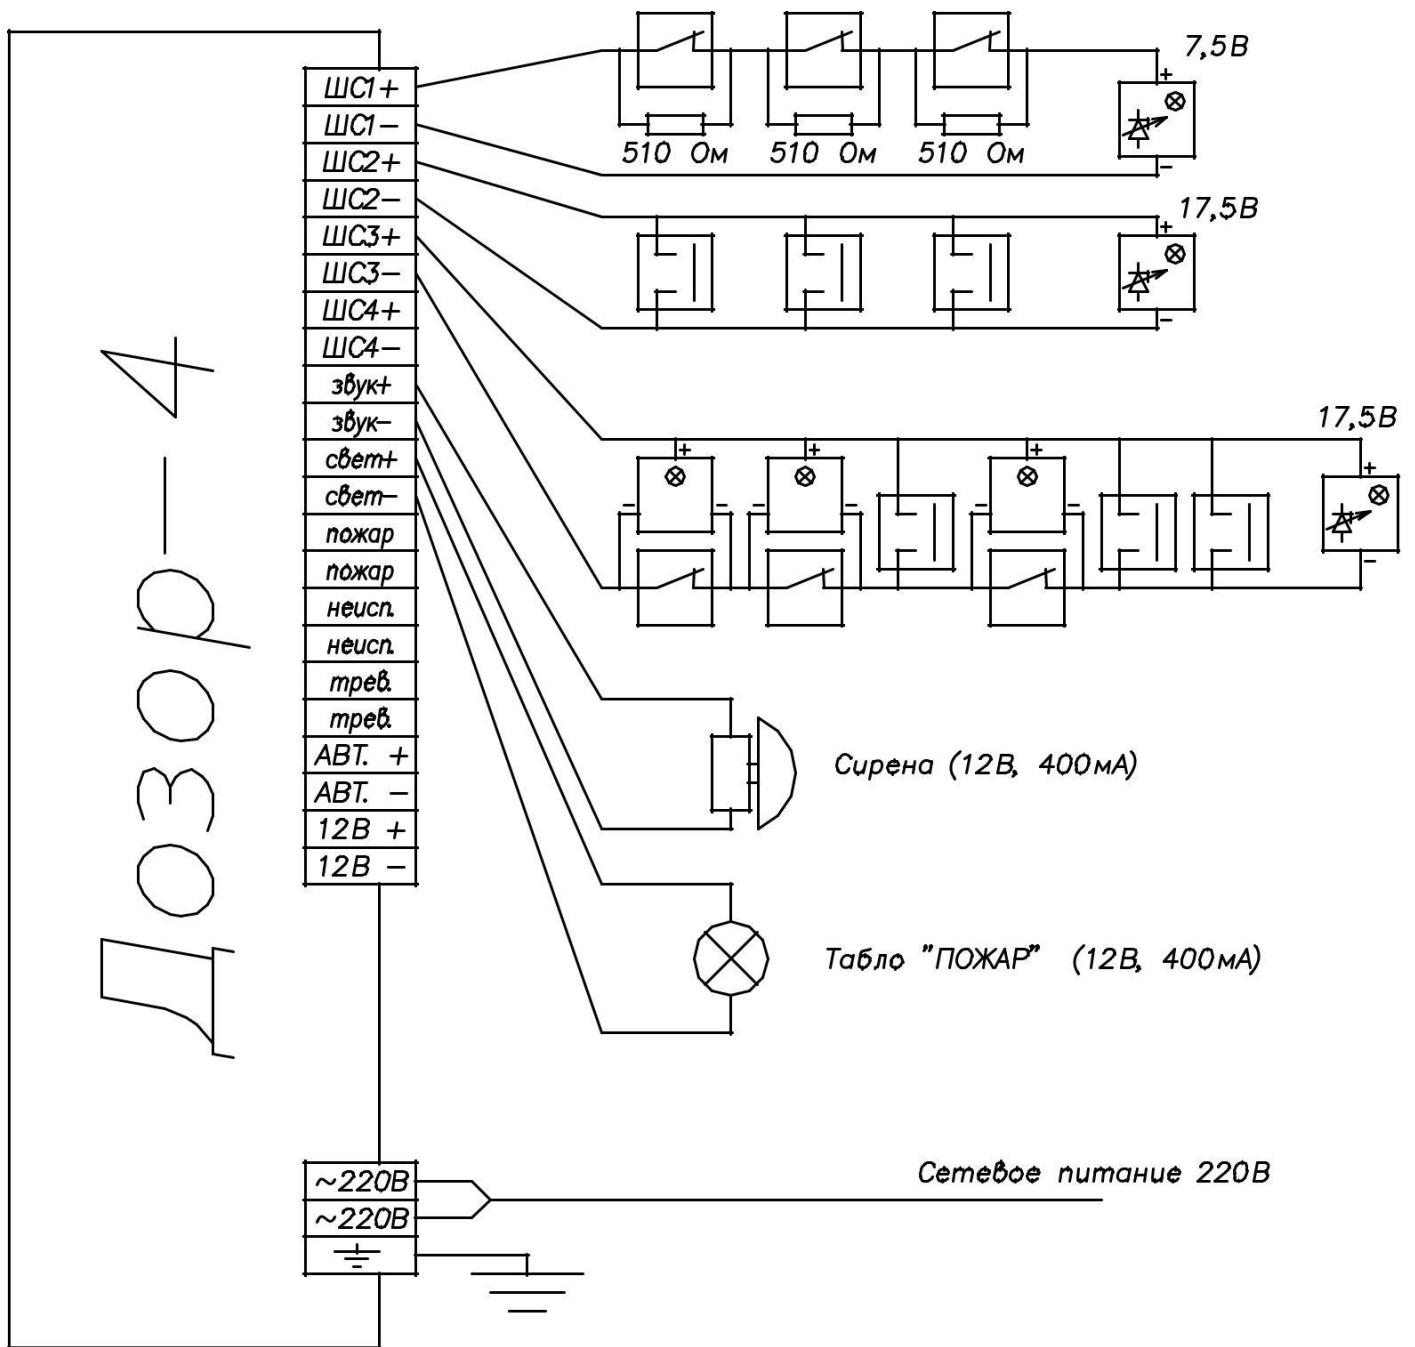 Дозор-4
ШС1+
ШС1-
ШС2+
ШС2-
ШС3+
ШС3-
ШС4+
ШС4-
звук+
звук-
свет+
свет-
пожар
пожар
неисп.
неисп.
трев.
трев.
АВТ. +
АВТ. -
12В +
12В -
~220В
~220В
7,5В
+
510 Ом 510 Ом 510 Ом
-
17,5В
+
-
17,5В
+ + + +
- - - - - -
-
Сирена (12В, 400мА)
Табло "ПОЖАР" (12В, 400мА)
Сетевое питание 220В